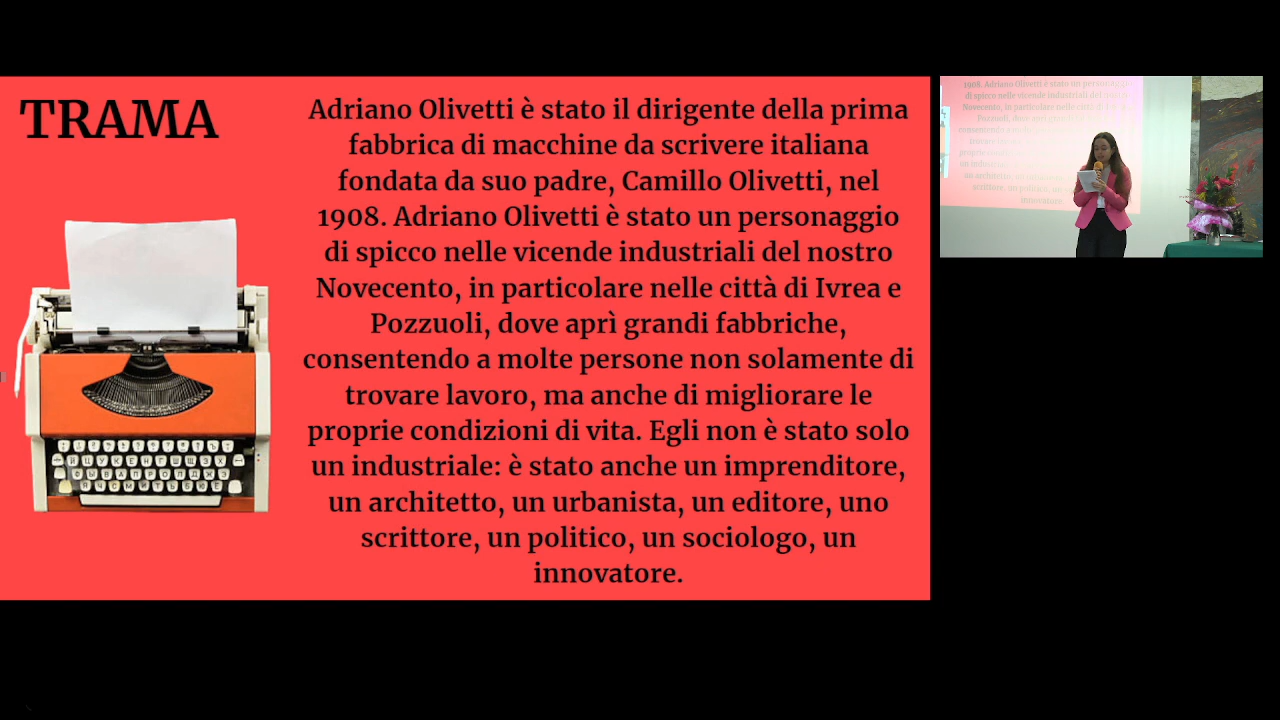 TRAMA
Adriano Olivetti è stato il dirigente della prima
fabbrica di macchine da scrivere italiana
fondata da suo padre, Camillo Olivetti, nel
1908. Adriano Olivetti è stato un personaggio
di spicco nelle vicende industriali del nostro
Novecento, in particolare nelle città di Ivrea e
Pozzuoli, dove aprì grandi fabbriche,
consentendo a molte persone non solamente di
trovare lavoro, ma anche di migliorare le
proprie condizioni di vita. Egli non è stato solo
un industriale: è stato anche un imprenditore,
un architetto, un urbanista, un editore, uno
scrittore, un politico, un sociologo, un
innovatore.